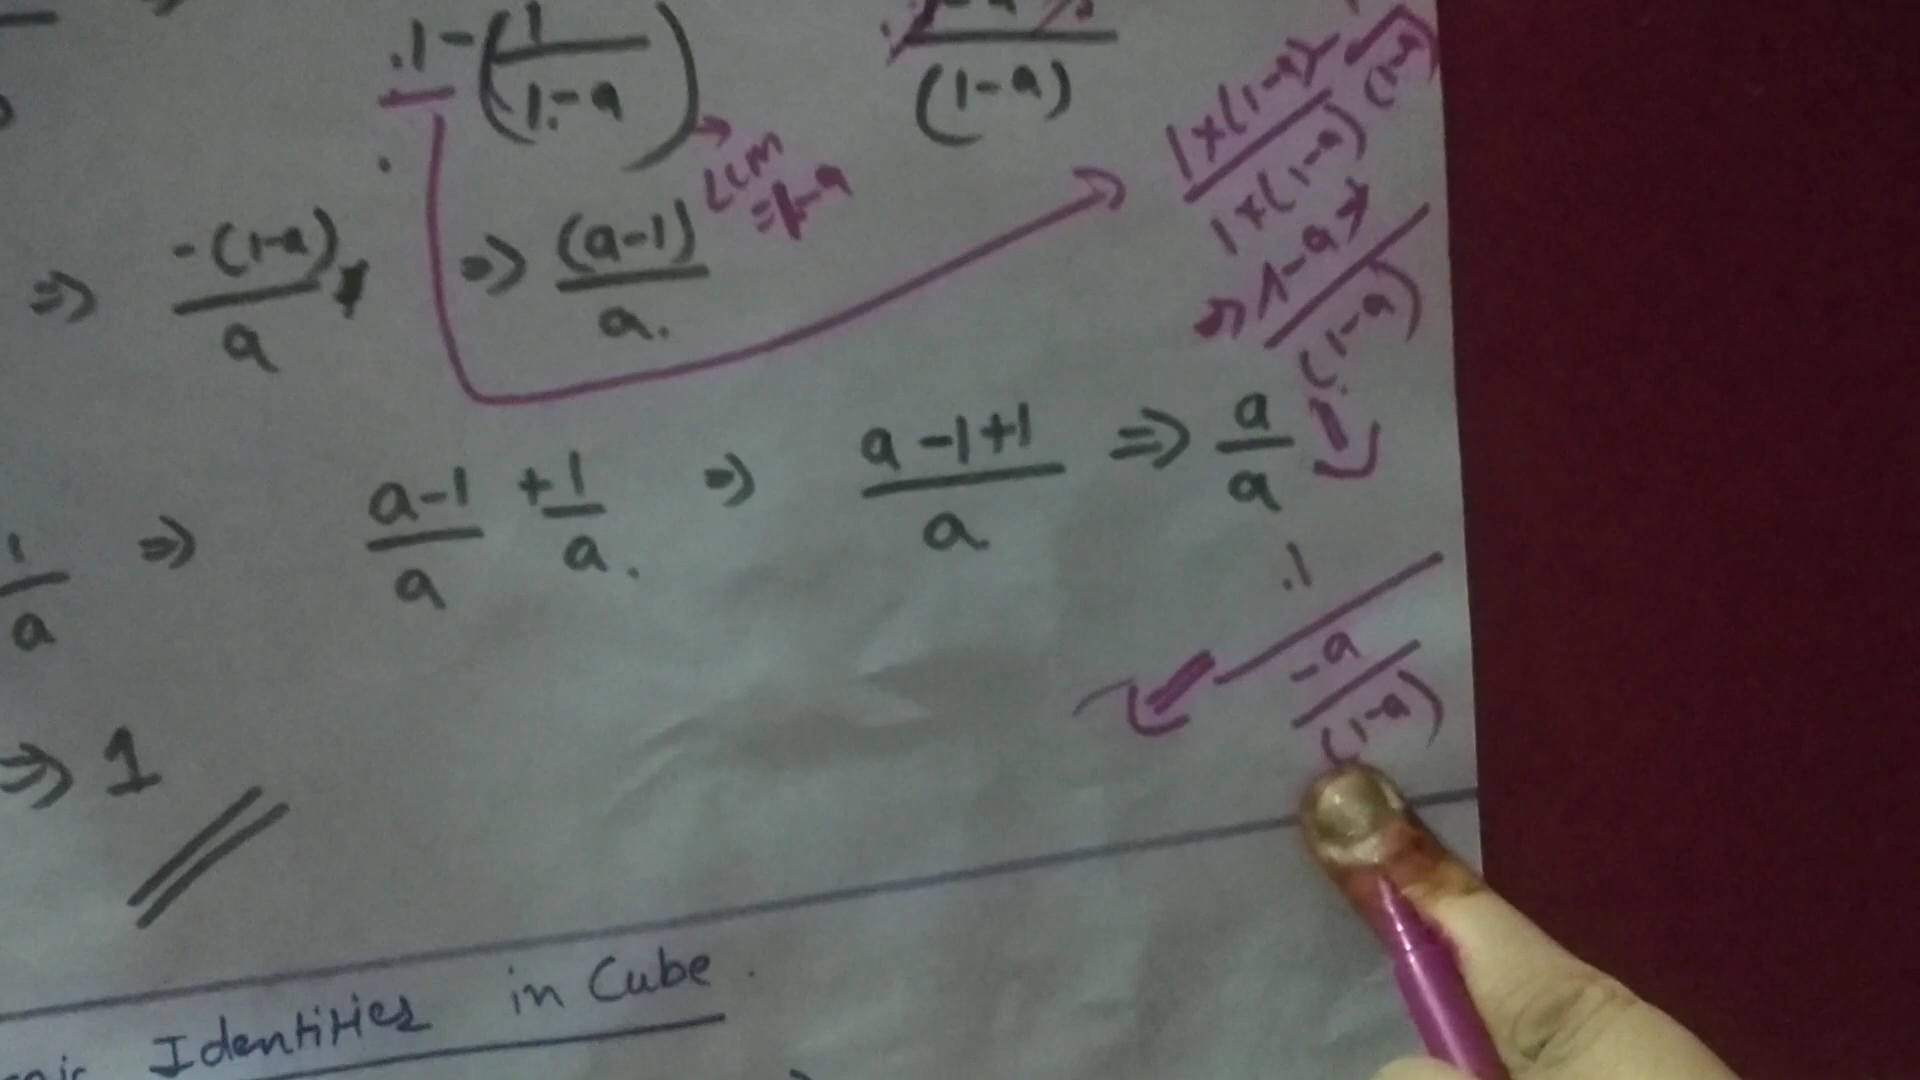 .1 - (1/1-a)
(1-a)
LCM
=1-a
1×(1-a)
1×(1-a)
(1-a)
⇒ -(1-a)/a ⇒ (a-1)/a.
⇒ 1-a-1/(1-a)
1/a ⇒ a-1/a + 1/a. ⇒ a-1+1/a ⇒ a/a
.1
-a/(1-a)
⇒ 1
Identities in Cube.